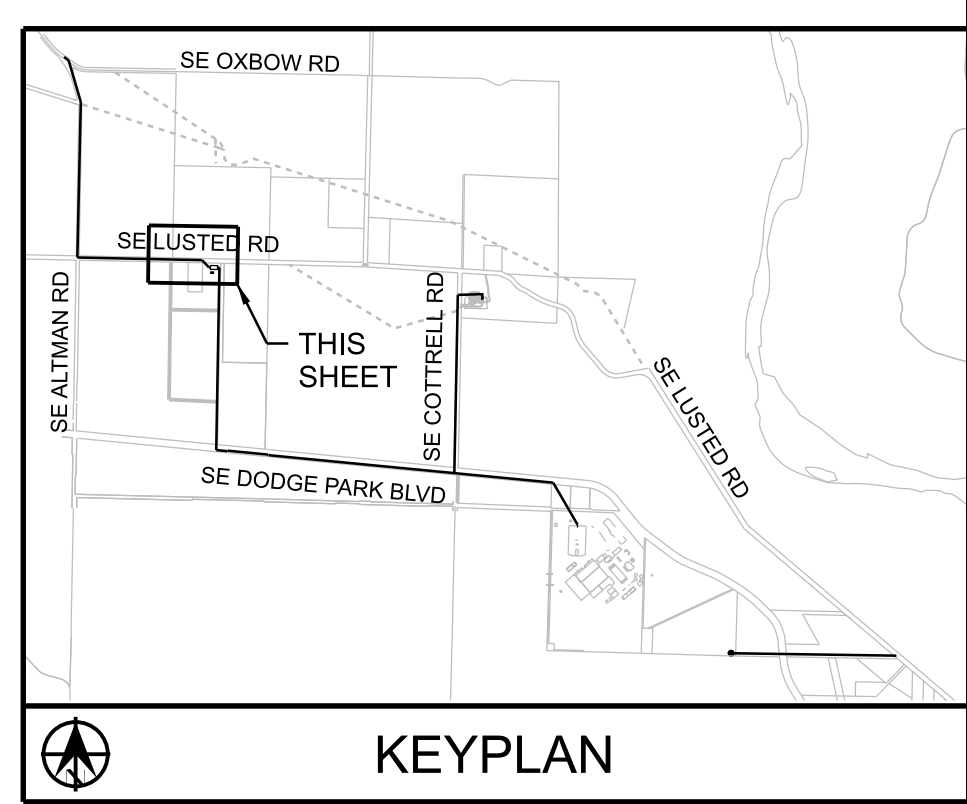 SE OXBOW RD
SE LUSTED RD
SE ALTMAN RD
THIS
SHEET
SE COTTRELL RD
SE LUSTED RD
SE DODGE PARK BLVD
KEYPLAN